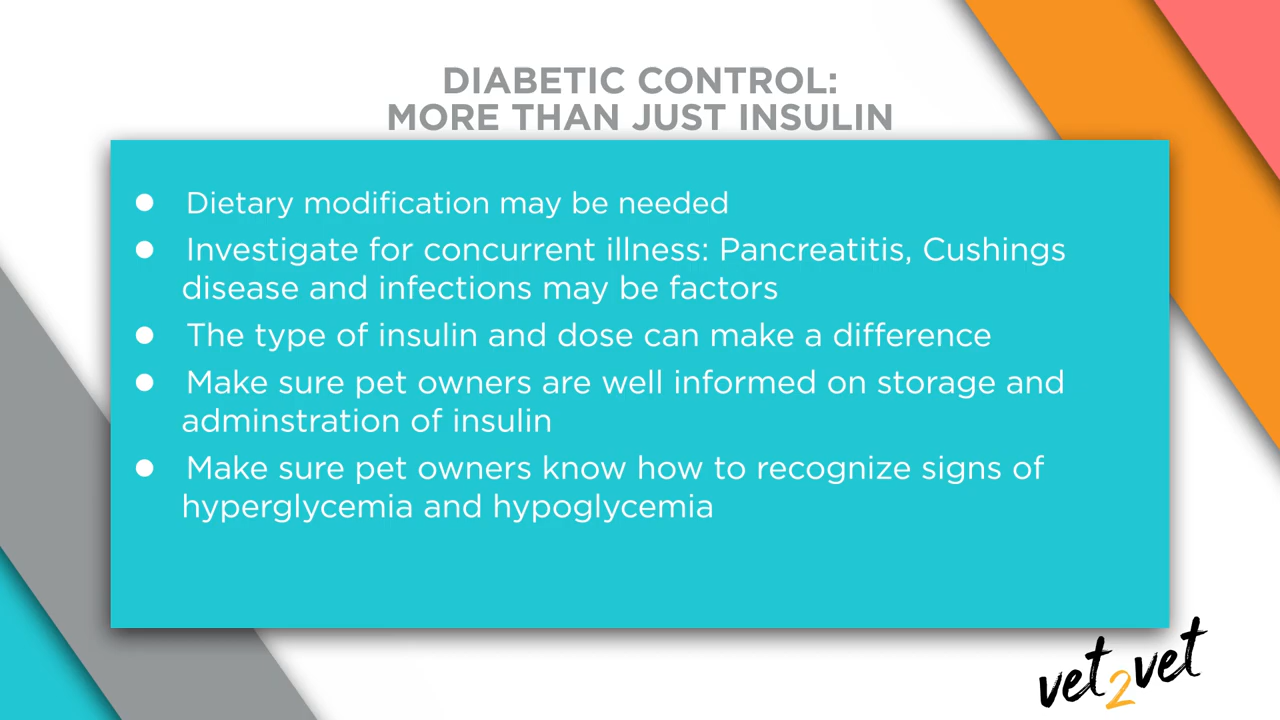 DIABETIC CONTROL:
MORE THAN JUST INSULIN
● Dietary modification may be needed
● Investigate for concurrent illness: Pancreatitis, Cushings
disease and infections may be factors
● The type of insulin and dose can make a difference
● Make sure pet owners are well informed on storage and
adminstration of insulin
● Make sure pet owners know how to recognize signs of
hyperglycemia and hypoglycemia
vet2vet